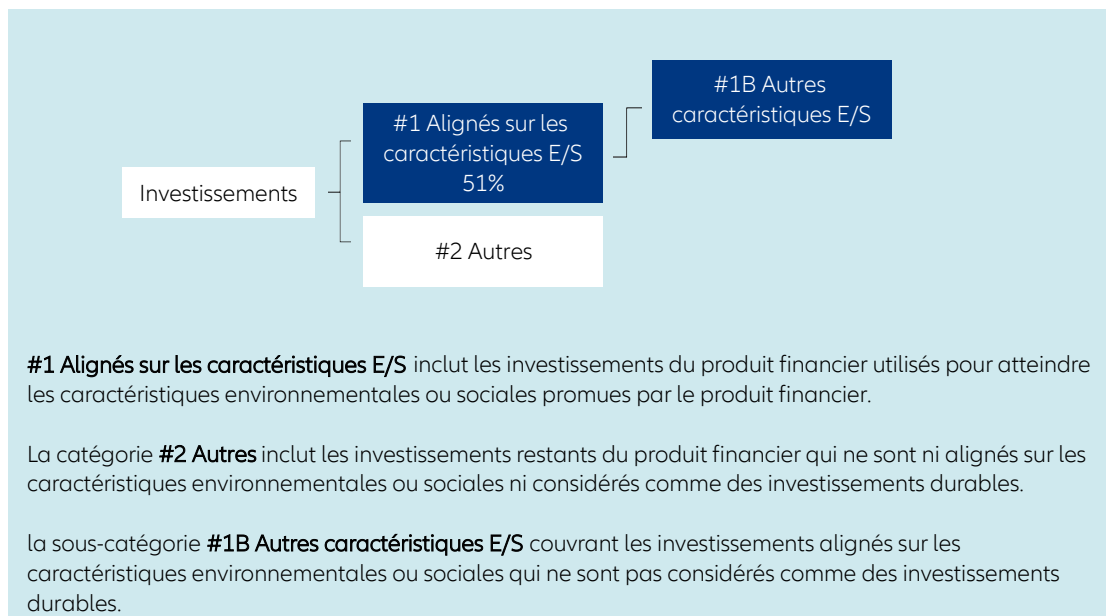 #1B Autres
caractéristiques E/S
#1 Alignés sur les
caractéristiques E/S
51%
Investissements
#2 Autres
#1 Alignés sur les caractéristiques E/S inclut les investissements du produit financier utilisés pour atteindre
les caractéristiques environnementales ou sociales promues par le produit financier.
La catégorie #2 Autres inclut les investissements restants du produit financier qui ne sont ni alignés sur les
caractéristiques environnementales ou sociales ni considérés comme des investissements durables.
la sous-catégorie #1B Autres caractéristiques E/S couvrant les investissements alignés sur les
caractéristiques environnementales ou sociales qui ne sont pas considérés comme des investissements
durables.